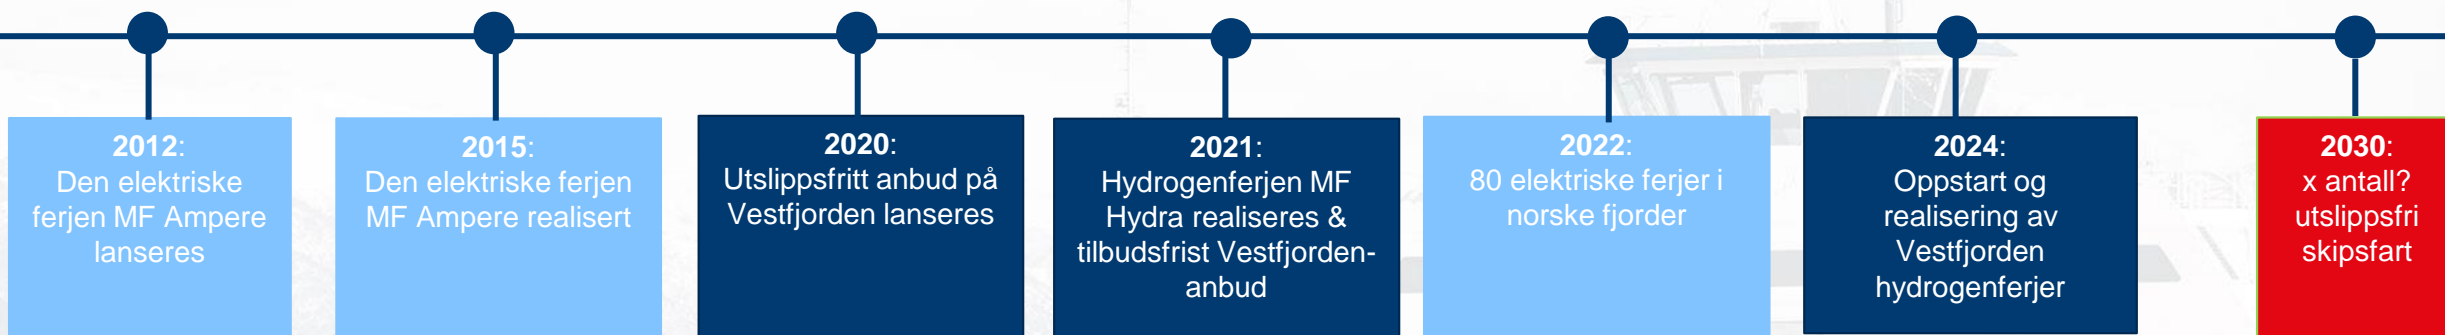 2012:
Den elektriske
ferjen MF Ampere
lanseres
2015:
Den elektriske ferjen
MF Ampere realisert
2020:
Utslippsfritt anbud på
Vestfjorden lanseres
2021:
Hydrogenferjen MF
Hydra realiseres &
tilbudsfrist Vestfjorden-
anbud
2022:
80 elektriske ferjer i
norske fjorder
2024:
Oppstart og
realisering av
Vestfjorden
hydrogenferjer
2030:
x antall?
utslippsfri
skipsfart